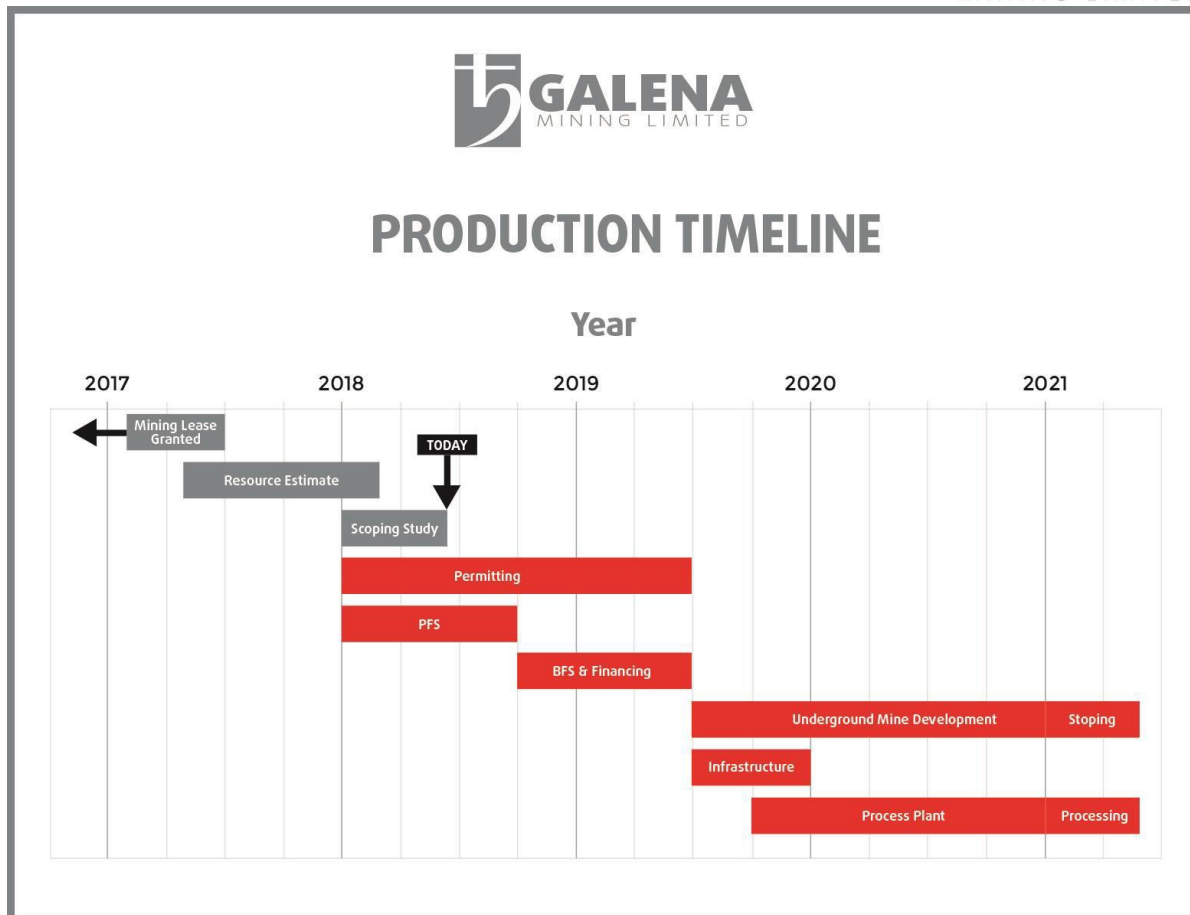 GALENA
MINING LIMITED
PRODUCTION TIMELINE
Year
2017 2018 2019 2020 2021
Mining Lease
Granted
TODAY
Resource Estimate
Scoping Study
Permitting
PFS
BFS & Financing
Underground Mine Development Stoping
Infrastructure
Process Plant Processing